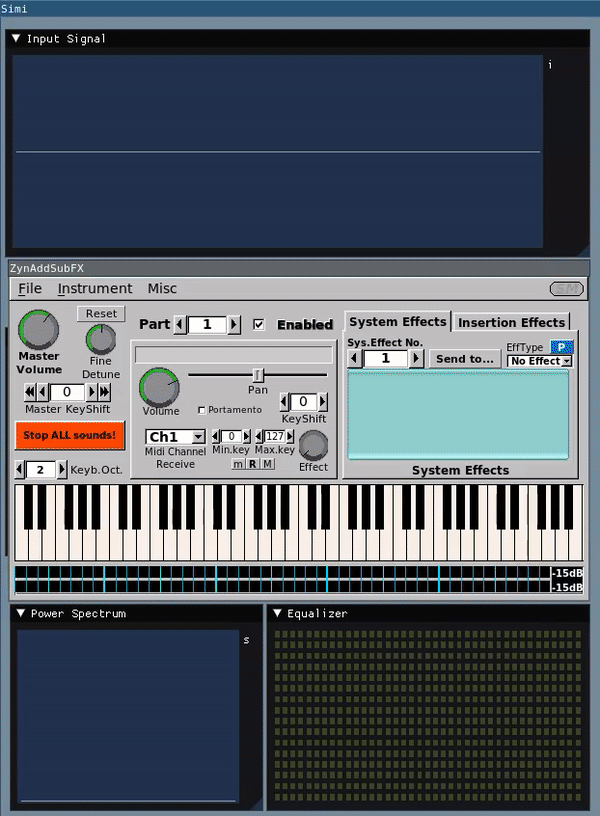 Simi
▼ Input Signal
i
ZynAddSubFX
File Instrument Misc
SM
Reset
Master
Volume
Fine
Detune
0
Master KeyShift
Stop ALL sounds!
2 Keyb.Oct.
Part 1 Enabled
Volume
Pan
Portamento
0
KeyShift
Ch1
Midi Channel
Receive
0
Min.key
127
Max.key
m R M
Effect
System Effects Insertion Effects
Sys.Effect No.
1
Send to...
EffType P
No Effect
System Effects
-15dB
-15dB
▼ Power Spectrum
s
▼ Equalizer